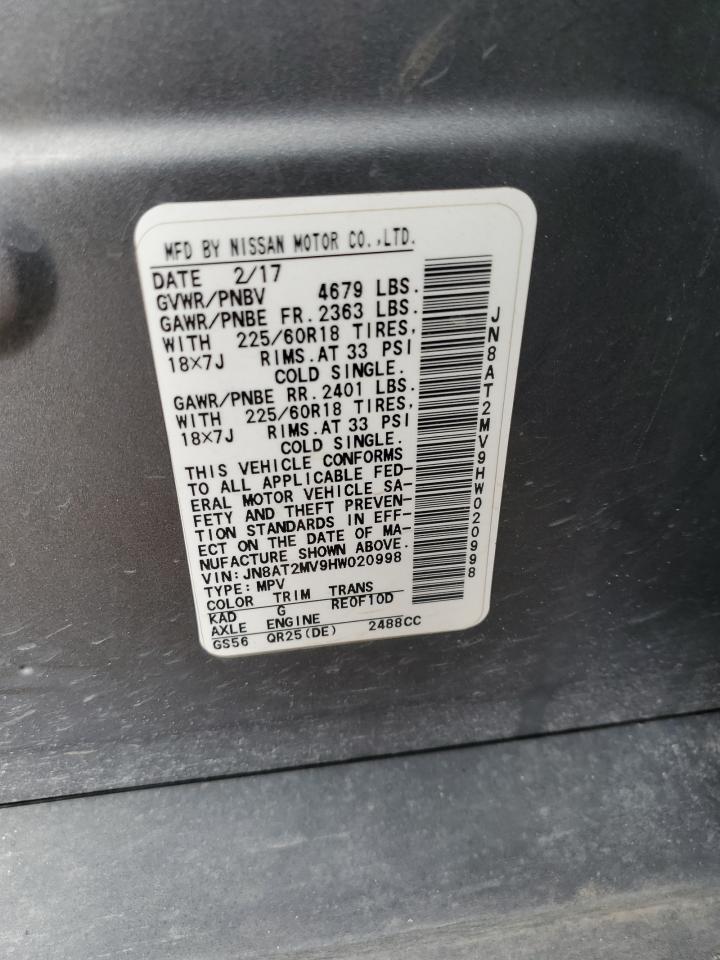 MFD BY NISSAN MOTOR CO.,LTD.
DATE 2/17
GVWR/PNBV 4679 LBS.
GAWR/PNBE FR. 2363 LBS.
WITH 225/60R18 TIRES,
18×7J RIMS.AT 33 PSI
COLD SINGLE.
GAWR/PNBE RR. 2401 LBS.
WITH 225/60R18 TIRES,
18×7J RIMS.AT 33 PSI
COLD SINGLE.
THIS VEHICLE CONFORMS
TO ALL APPLICABLE FED-
ERAL MOTOR VEHICLE SA-
FETY AND THEFT PREVEN-
TION STANDARDS IN EFF-
ECT ON THE DATE OF MA-
NUFACTURE SHOWN ABOVE.
VIN:JN8AT2MV9HW020998
TYPE:MPV
COLOR TRIM TRANS
KAD G RE0F10D
AXLE ENGINE
GS56 QR25(DE) 2488CC
JN8AT2MV9HW020998